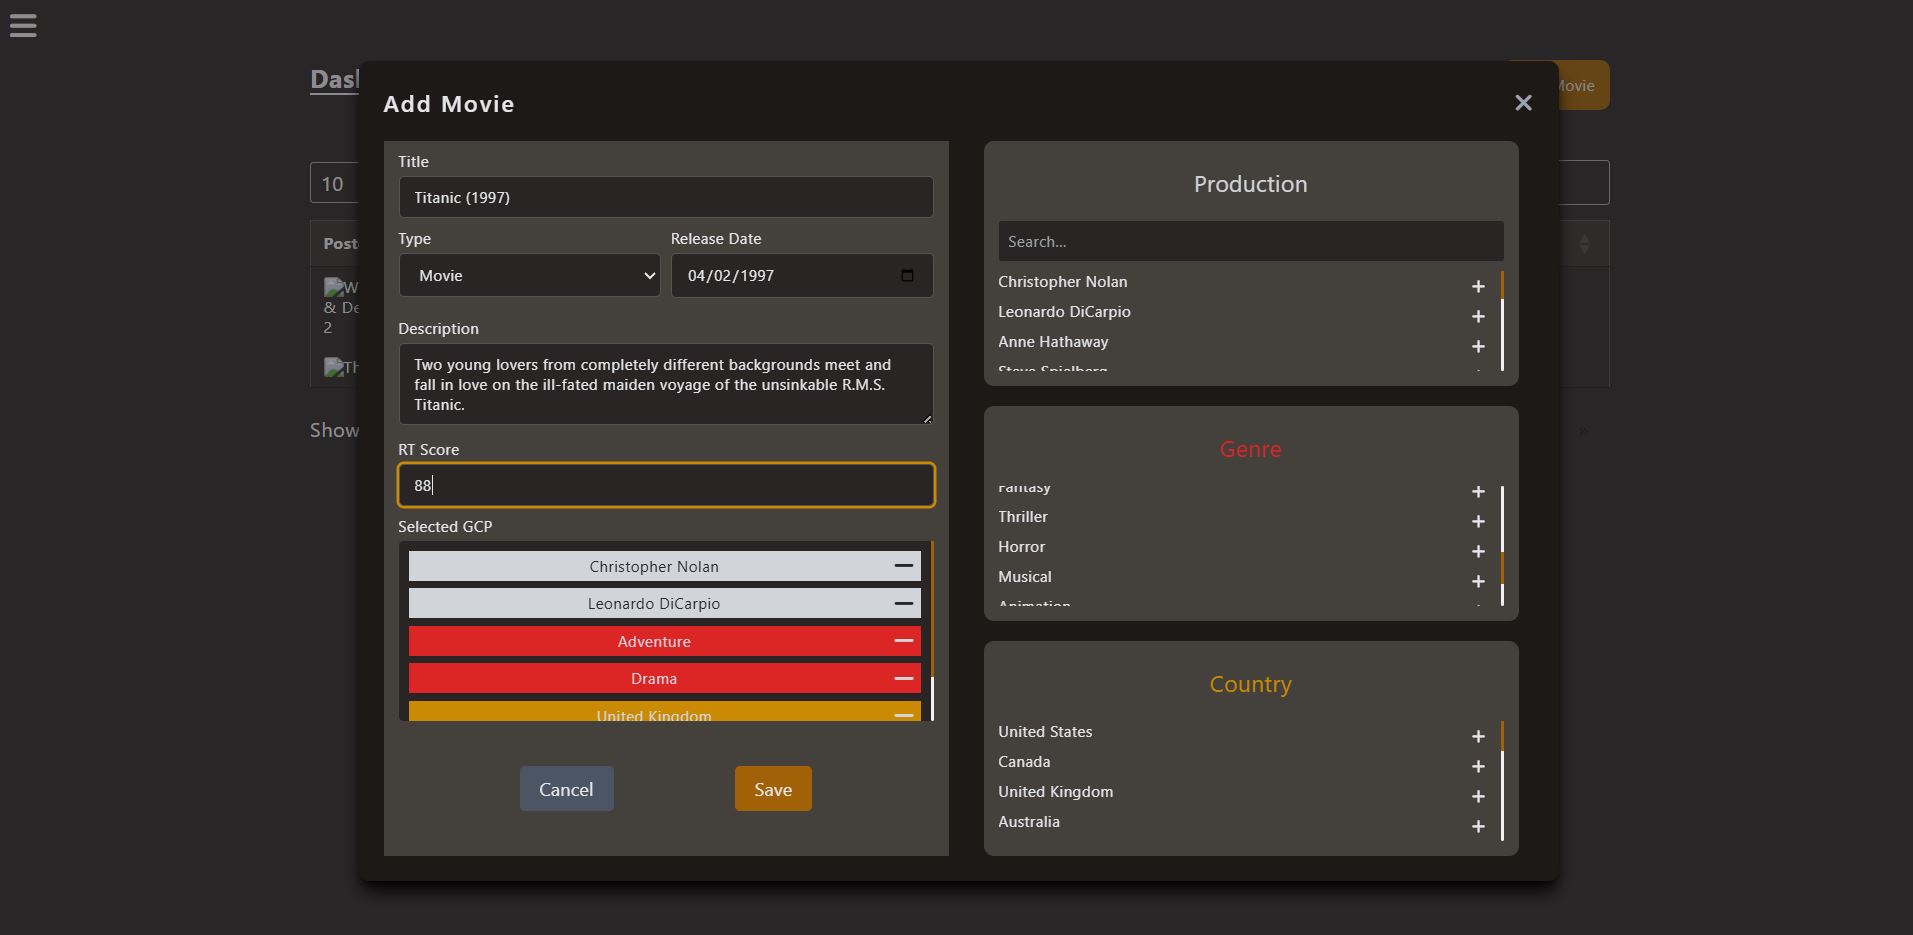 Dash
Movie
10
Poste
W
& De
2
Th
Show
»
Add Movie
Title
Titanic (1997)
Type
Release Date
Movie
04/02/1997
Description
Two young lovers from completely different backgrounds meet and
fall in love on the ill-fated maiden voyage of the unsinkable R.M.S.
Titanic.
RT Score
88
Selected GCP
Christopher Nolan
Leonardo DiCarpio
Adventure
Drama
United Kingdom
Cancel
Save
Production
Search...
Christopher Nolan
Leonardo DiCarpio
Anne Hathaway
Steve Spielberg
Genre
Fantasy
Thriller
Horror
Musical
Animation
Country
United States
Canada
United Kingdom
Australia